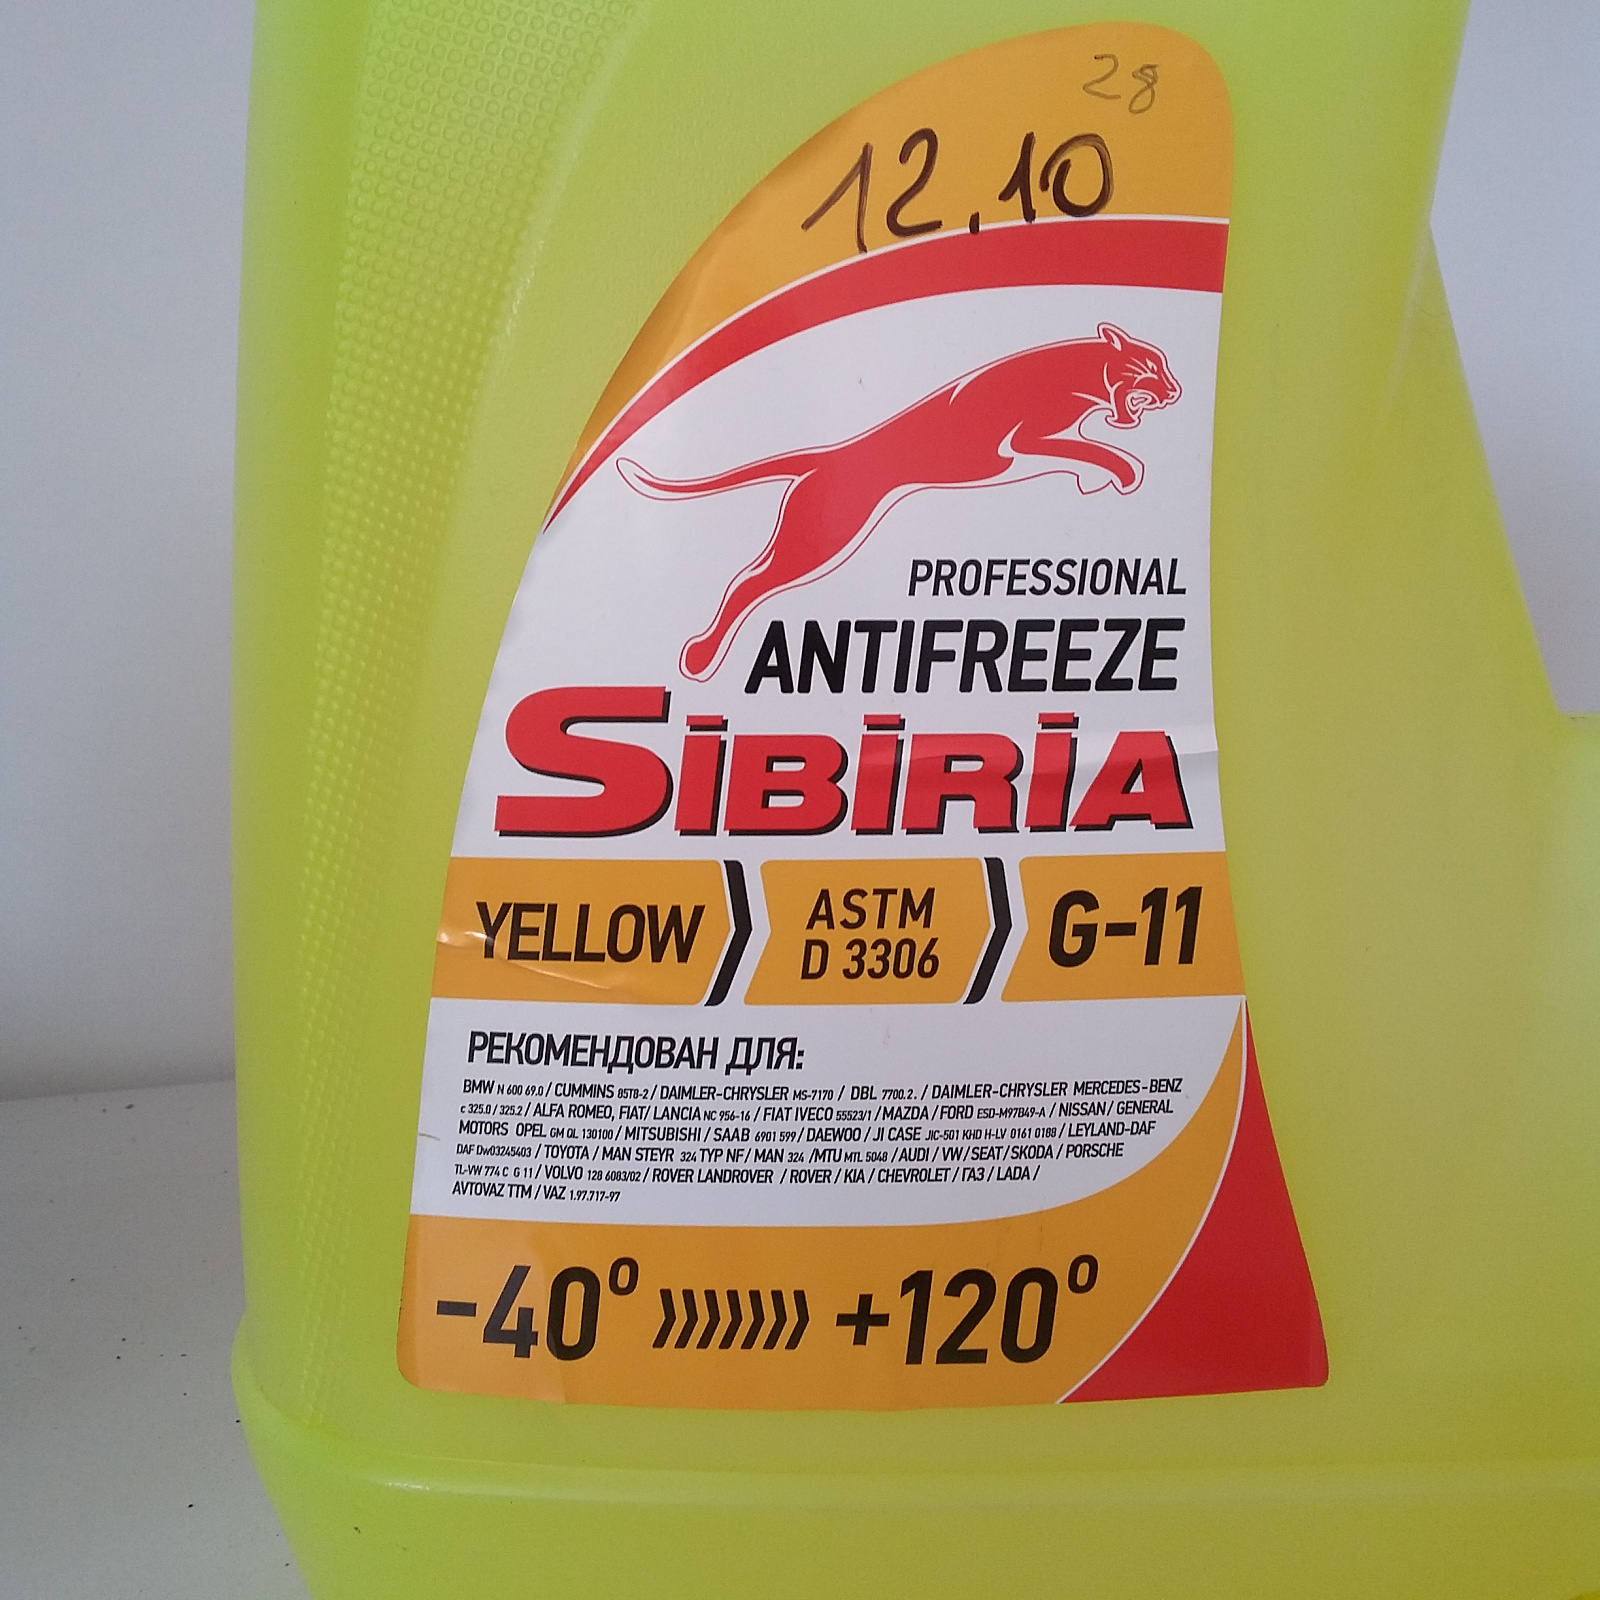 28
12.10
PROFESSIONAL
ANTIFREEZE
SIBIRIA
YELLOW
ASTM
D 3306
G-11
РЕКОМЕНДОВАН ДЛЯ:
BMW N 600 69.0 / CUMMINS 85T8-2 / DAIMLER-CHRYSLER MS-7170 / DBL 7700.2. / DAIMLER-CHRYSLER MERCEDES-BENZ
c 325.0 / 325.2 / ALFA ROMEO, FIAT/ LANCIA NC 956-16 / FIAT IVECO 55523/1 / MAZDA / FORD ESD-M97B49-A / NISSAN / GENERAL
MOTORS OPEL GM QL 130100 / MITSUBISHI / SAAB 6901 599 / DAEWOO / JI CASE JIC-501 KHD H-LV 0161 0188 / LEYLAND-DAF
DAF Dw03245403 / TOYOTA / MAN STEYR 324 TYP NF / MAN 324 /MTU MTL 5048 / AUDI / VW / SEAT / SKODA / PORSCHE
TL-VW 774 C G 11 / VOLVO 128 6083/02 / ROVER LANDROVER / ROVER / KIA / CHEVROLET / ГАЗ / LADA /
AVTOVAZ TTM / VAZ 1.97.717-97
-40° +120°